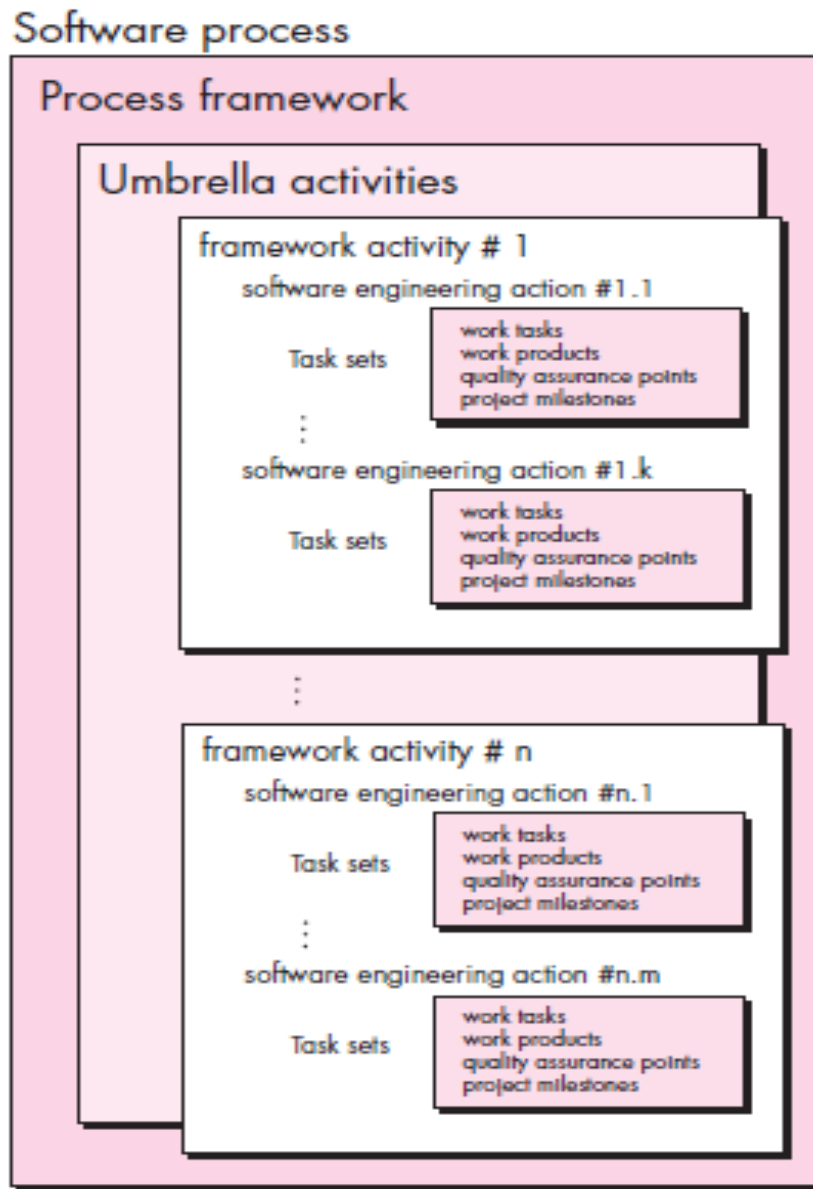 Software process
Process framework
Umbrella activities
framework activity # 1
software engineering action #1.1
Task sets
work tasks
work products
quality assurance points
project milestones
software engineering action #1.k
Task sets
work tasks
work products
quality assurance points
project milestones
framework activity # n
software engineering action #n.1
Task sets
work tasks
work products
quality assurance points
project milestones
software engineering action #n.m
Task sets
work tasks
work products
quality assurance points
project milestones